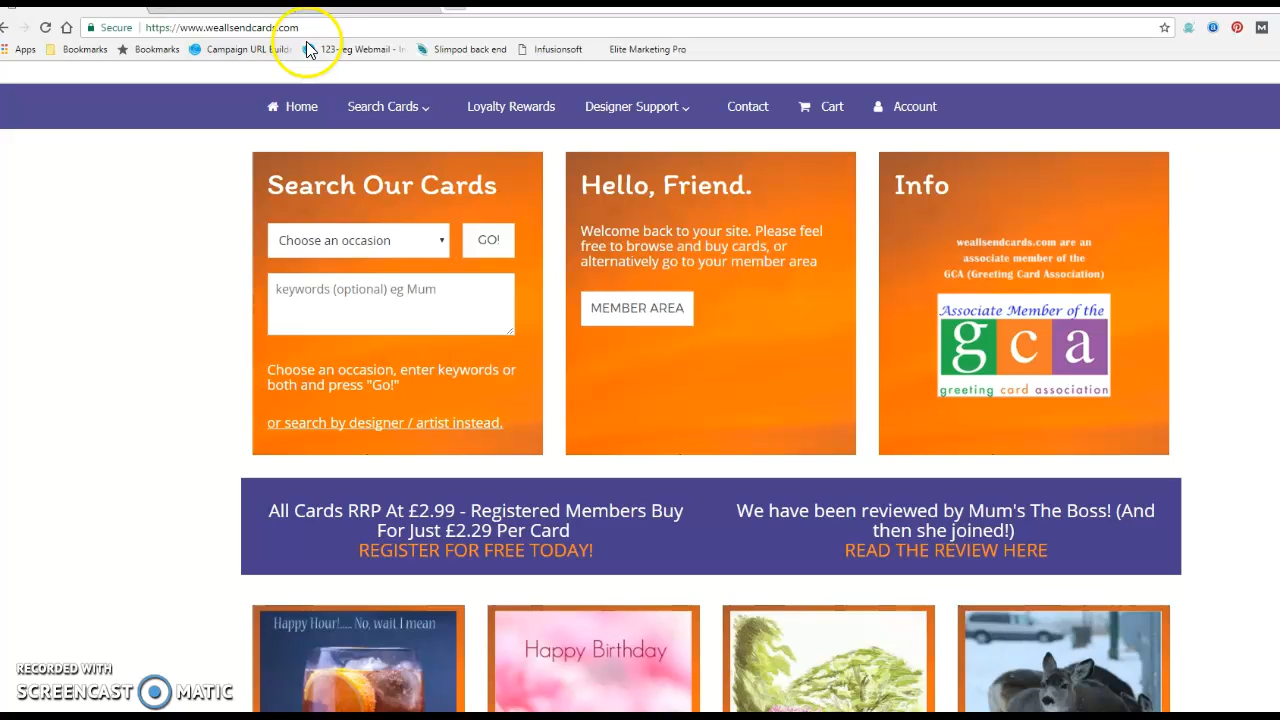 Secure https://www.weallsendcards.com
Apps Bookmarks Bookmarks Campaign URL Builde 123-reg Webmail - In Slimpod back end Infusionsoft Elite Marketing Pro
Home Search Cards Loyalty Rewards Designer Support Contact Cart Account
Search Our Cards
Choose an occasion GO!
keywords (optional) eg Mum
Choose an occasion, enter keywords or
both and press "Go!"
or search by designer / artist instead.
Hello, Friend.
Welcome back to your site. Please feel
free to browse and buy cards, or
alternatively go to your member area
MEMBER AREA
Info
weallsendcards.com are an
associate member of the
GCA (Greeting Card Association)
Associate Member of the
gca
greeting card association
All Cards RRP At £2.99 - Registered Members Buy
For Just £2.29 Per Card
REGISTER FOR FREE TODAY!
We have been reviewed by Mum's The Boss! (And
then she joined!)
READ THE REVIEW HERE
Happy Hour!..... No, wait I mean
Happy Birthday
RECORDED WITH
SCREENCAST MATIC